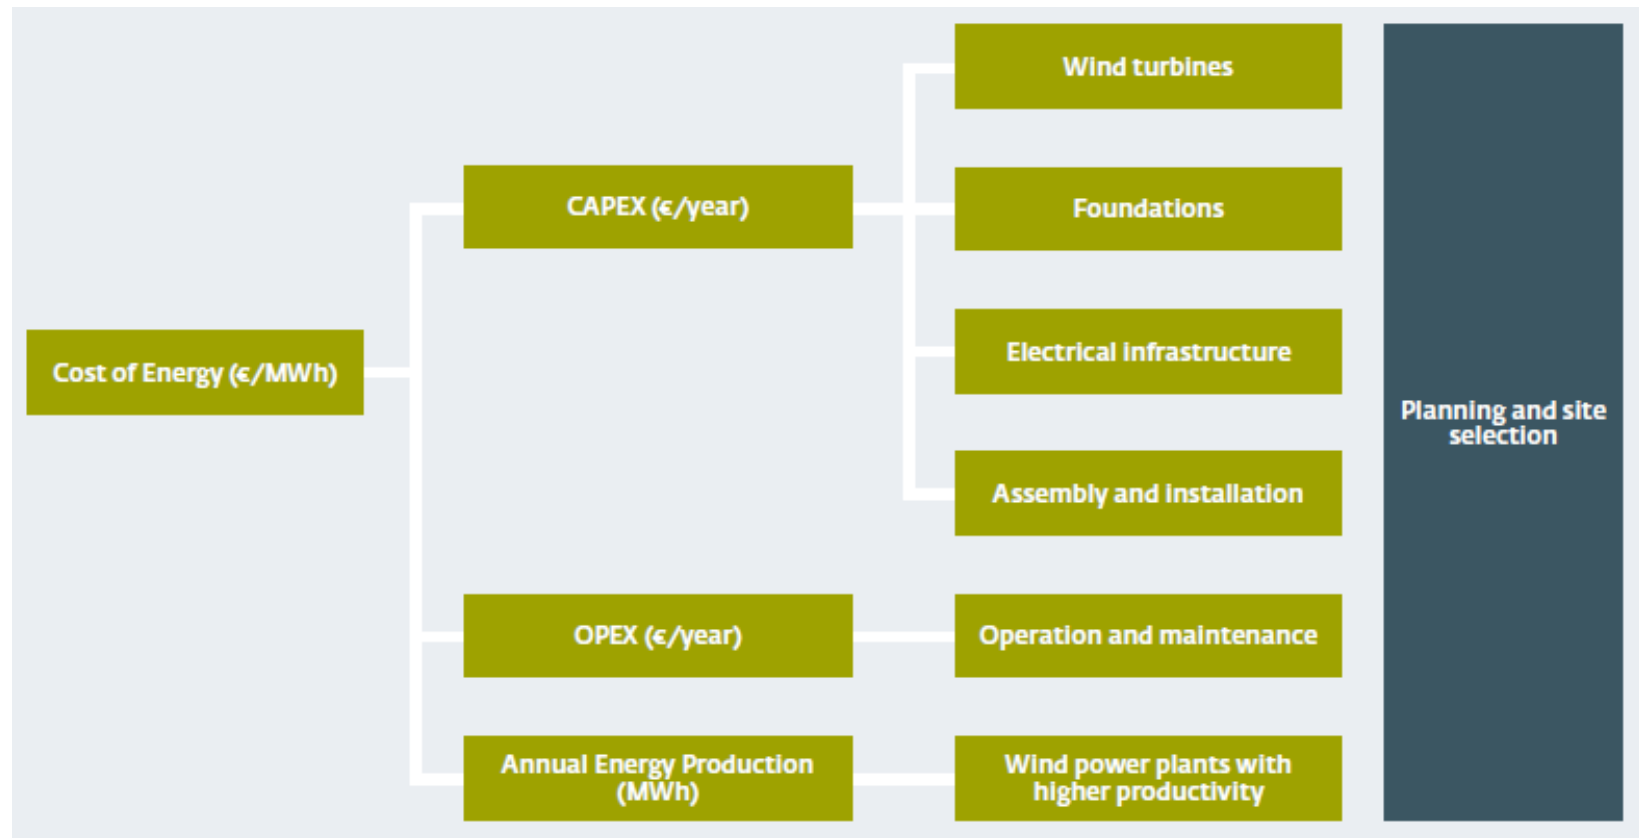 Wind turbines
CAPEX (€/year)
Foundations
Cost of Energy (€/MWh)
Electrical infrastructure
Planning and site
selection
Assembly and installation
OPEX (€/year)
Operation and maintenance
Annual Energy Production
(MWh)
Wind power plants with
higher productivity